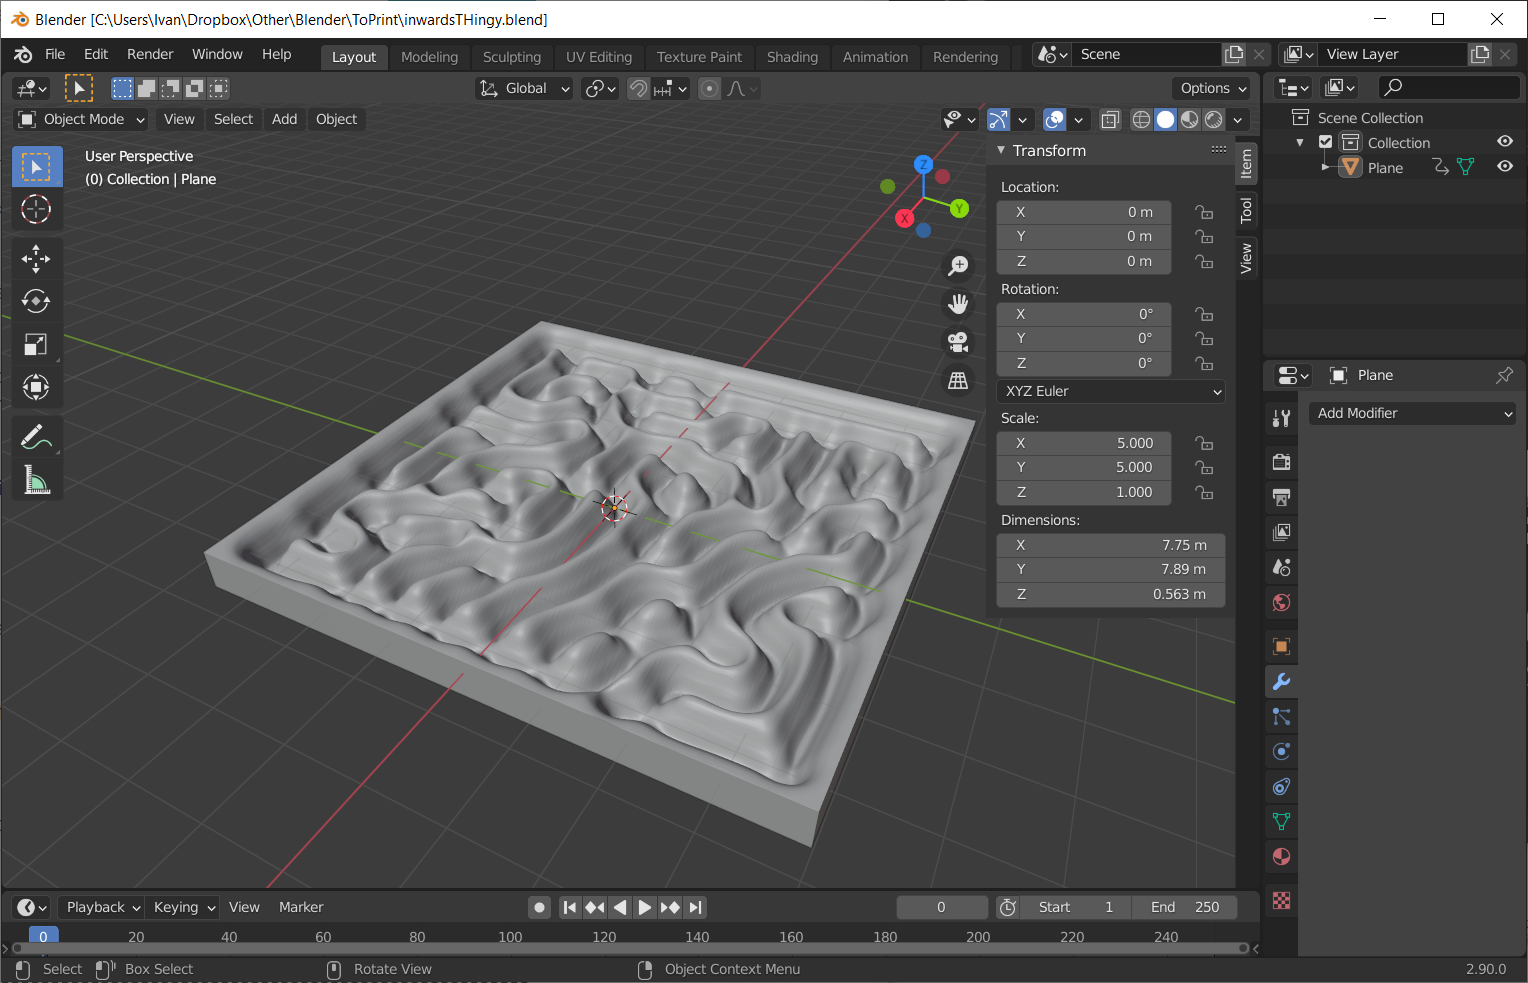 Blender [C:\Users\Ivan\Dropbox\Other\Blender\ToPrint\inwardsTHingy.blend]
File Edit Render Window Help Layout Modeling Sculpting UV Editing Texture Paint Shading Animation Rendering Scene View Layer
Global Options
Object Mode View Select Add Object
User Perspective
(0) Collection | Plane
Z
Y
X
Transform
Location:
X 0 m
Y 0 m
Z 0 m
Rotation:
X 0°
Y 0°
Z 0°
XYZ Euler
Scale:
X 5.000
Y 5.000
Z 1.000
Dimensions:
X 7.75 m
Y 7.89 m
Z 0.563 m
Item
Tool
View
Scene Collection
Collection
Plane
Plane
Add Modifier
Playback Keying View Marker 0 Start 1 End 250
0 20 40 60 80 100 120 140 160 180 200 220 240
Select Box Select Rotate View Object Context Menu 2.90.0